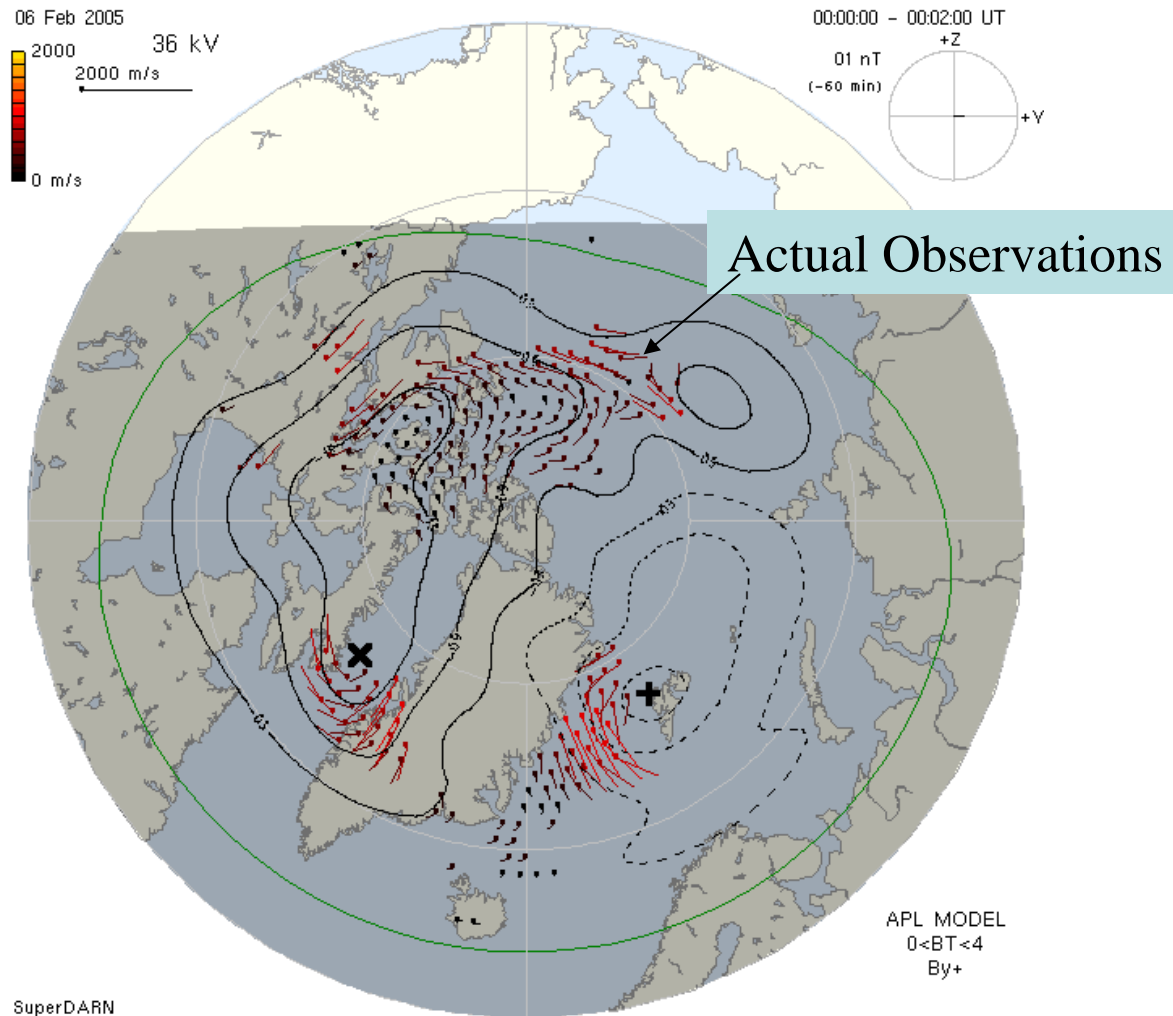 06 Feb 2005
36 kV
00:00:00 - 00:02:00 UT
2000
2000 m/s
0 m/s
01 nT
(-60 min)
+Z
+Y
Actual Observations
APL MODEL
0<BT<4
By+
SuperDARN